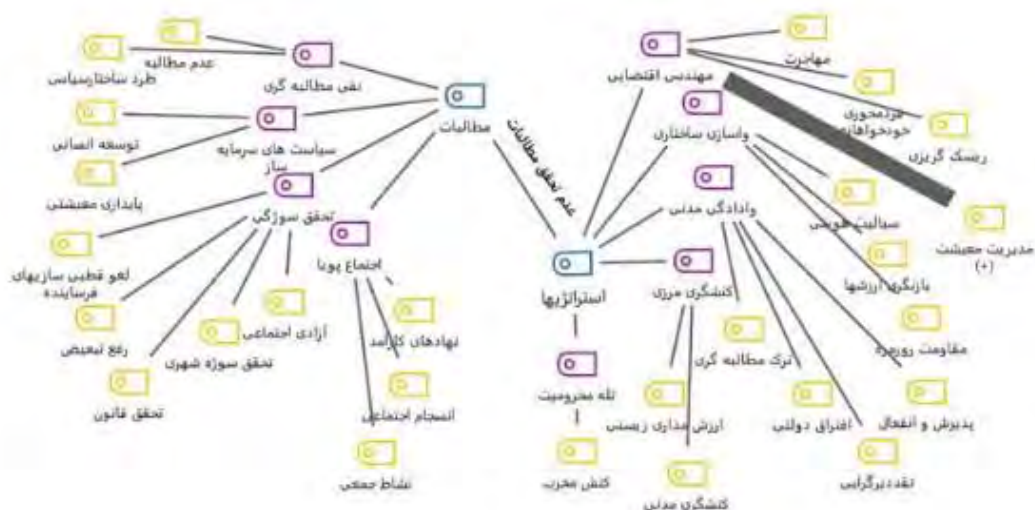 عدم مطالبه
طرد ساختارسیاسی
نفی مطالبه گری
مطالبات
توسعه انسانی
سیاست های سرمایه
ساز
پایداری معیشتی
تحقق سوژگی
لغو قطبی سازیهای
فرساینده
اجتماع پویا
رفع تبعیض
تحقق قانون
تحقق سوژه شهری
آزادی اجتماعی
نهادهای کارآمد
انسجام اجتماعی
نشاط جمعی
عدم تحقق مطالبات
استراتژیها
مهندسی اقتضایی
مهاجرت
فردمحوری
خودخواهانه
ریسک گریزی
مدیریت معیشت
(+)
واسازی ساختاری
سیالیت هویتی
بازنگری ارزشها
وادادگی مدنی
مقاومت روزمره
پذیرش و انفعال
تقدیرگرایی
افتراق دولتی
ترک مطالبه گری
کنشگری مرزی
ارزش مداری زیستی
کنشگری مدنی
تله محرومیت
کنش مخرب